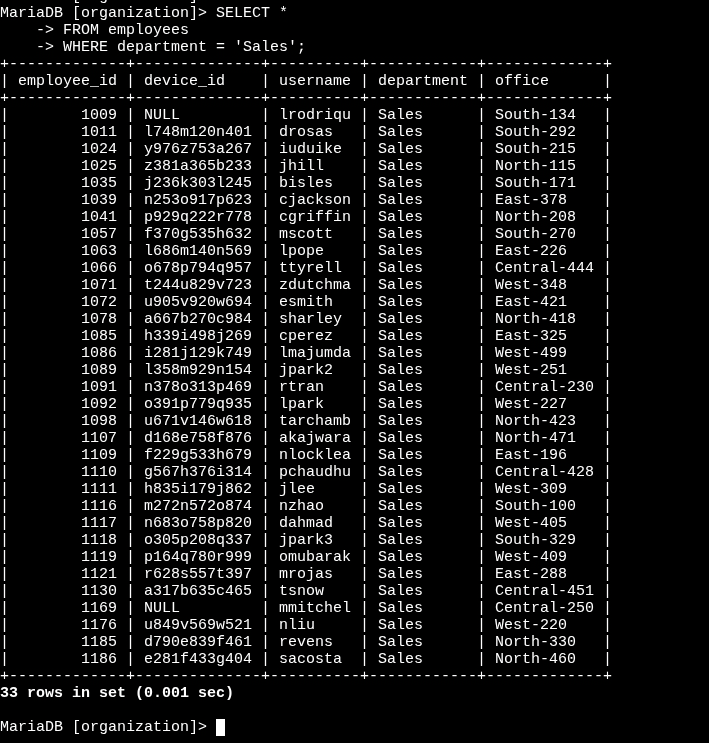 MariaDB [organization]> SELECT *
    -> FROM employees
    -> WHERE department = 'Sales';
+-------------+--------------+----------+------------+-------------+
| employee_id | device_id    | username | department | office      |
+-------------+--------------+----------+------------+-------------+
|        1009 | NULL         | lrodriqu | Sales      | South-134   |
|        1011 | l748m120n401 | drosas   | Sales      | South-292   |
|        1024 | y976z753a267 | iuduike  | Sales      | South-215   |
|        1025 | z381a365b233 | jhill    | Sales      | North-115   |
|        1035 | j236k303l245 | bisles   | Sales      | South-171   |
|        1039 | n253o917p623 | cjackson | Sales      | East-378    |
|        1041 | p929q222r778 | cgriffin | Sales      | North-208   |
|        1057 | f370g535h632 | mscott   | Sales      | South-270   |
|        1063 | l686m140n569 | lpope    | Sales      | East-226    |
|        1066 | o678p794q957 | ttyrell  | Sales      | Central-444 |
|        1071 | t244u829v723 | zdutchma | Sales      | West-348    |
|        1072 | u905v920w694 | esmith   | Sales      | East-421    |
|        1078 | a667b270c984 | sharley  | Sales      | North-418   |
|        1085 | h339i498j269 | cperez   | Sales      | East-325    |
|        1086 | i281j129k749 | lmajumda | Sales      | West-499    |
|        1089 | l358m929n154 | jpark2   | Sales      | West-251    |
|        1091 | n378o313p469 | rtran    | Sales      | Central-230 |
|        1092 | o391p779q935 | lpark    | Sales      | West-227    |
|        1098 | u671v146w618 | tarchamb | Sales      | North-423   |
|        1107 | d168e758f876 | akajwara | Sales      | North-471   |
|        1109 | f229g533h679 | nlocklea | Sales      | East-196    |
|        1110 | g567h376i314 | pchaudhu | Sales      | Central-428 |
|        1111 | h835i179j862 | jlee     | Sales      | West-309    |
|        1116 | m272n572o874 | nzhao    | Sales      | South-100   |
|        1117 | n683o758p820 | dahmad   | Sales      | West-405    |
|        1118 | o305p208q337 | jpark3   | Sales      | South-329   |
|        1119 | p164q780r999 | omubarak | Sales      | West-409    |
|        1121 | r628s557t397 | mrojas   | Sales      | East-288    |
|        1130 | a317b635c465 | tsnow    | Sales      | Central-451 |
|        1169 | NULL         | mmitchel | Sales      | Central-250 |
|        1176 | u849v569w521 | nliu     | Sales      | West-220    |
|        1185 | d790e839f461 | revens   | Sales      | North-330   |
|        1186 | e281f433g404 | sacosta  | Sales      | North-460   |
+-------------+--------------+----------+------------+-------------+
33 rows in set (0.001 sec)

MariaDB [organization]>